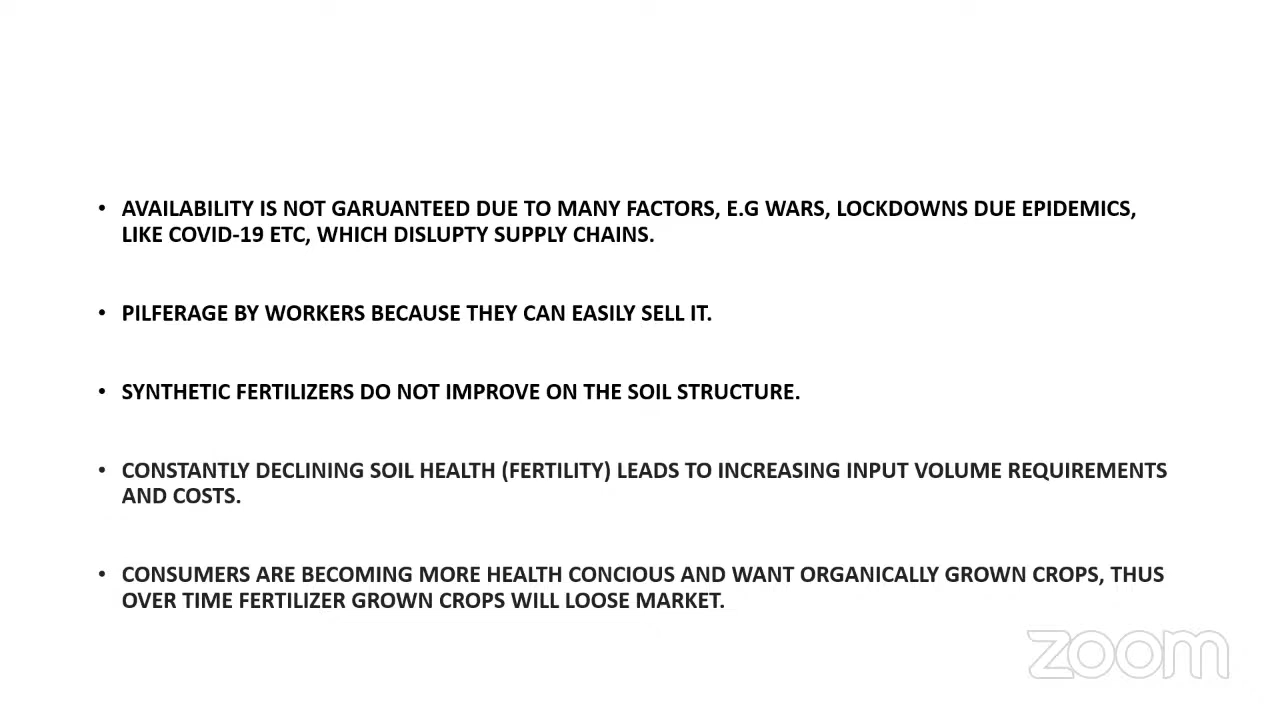 • AVAILABILITY IS NOT GARUANTEED DUE TO MANY FACTORS, E.G WARS, LOCKDOWNS DUE EPIDEMICS,
LIKE COVID-19 ETC, WHICH DISLUPTY SUPPLY CHAINS.
• PILFERAGE BY WORKERS BECAUSE THEY CAN EASILY SELL IT.
• SYNTHETIC FERTILIZERS DO NOT IMPROVE ON THE SOIL STRUCTURE.
• CONSTANTLY DECLINING SOIL HEALTH (FERTILITY) LEADS TO INCREASING INPUT VOLUME REQUIREMENTS
AND COSTS.
• CONSUMERS ARE BECOMING MORE HEALTH CONCIOUS AND WANT ORGANICALLY GROWN CROPS, THUS
OVER TIME FERTILIZER GROWN CROPS WILL LOOSE MARKET.
zoom